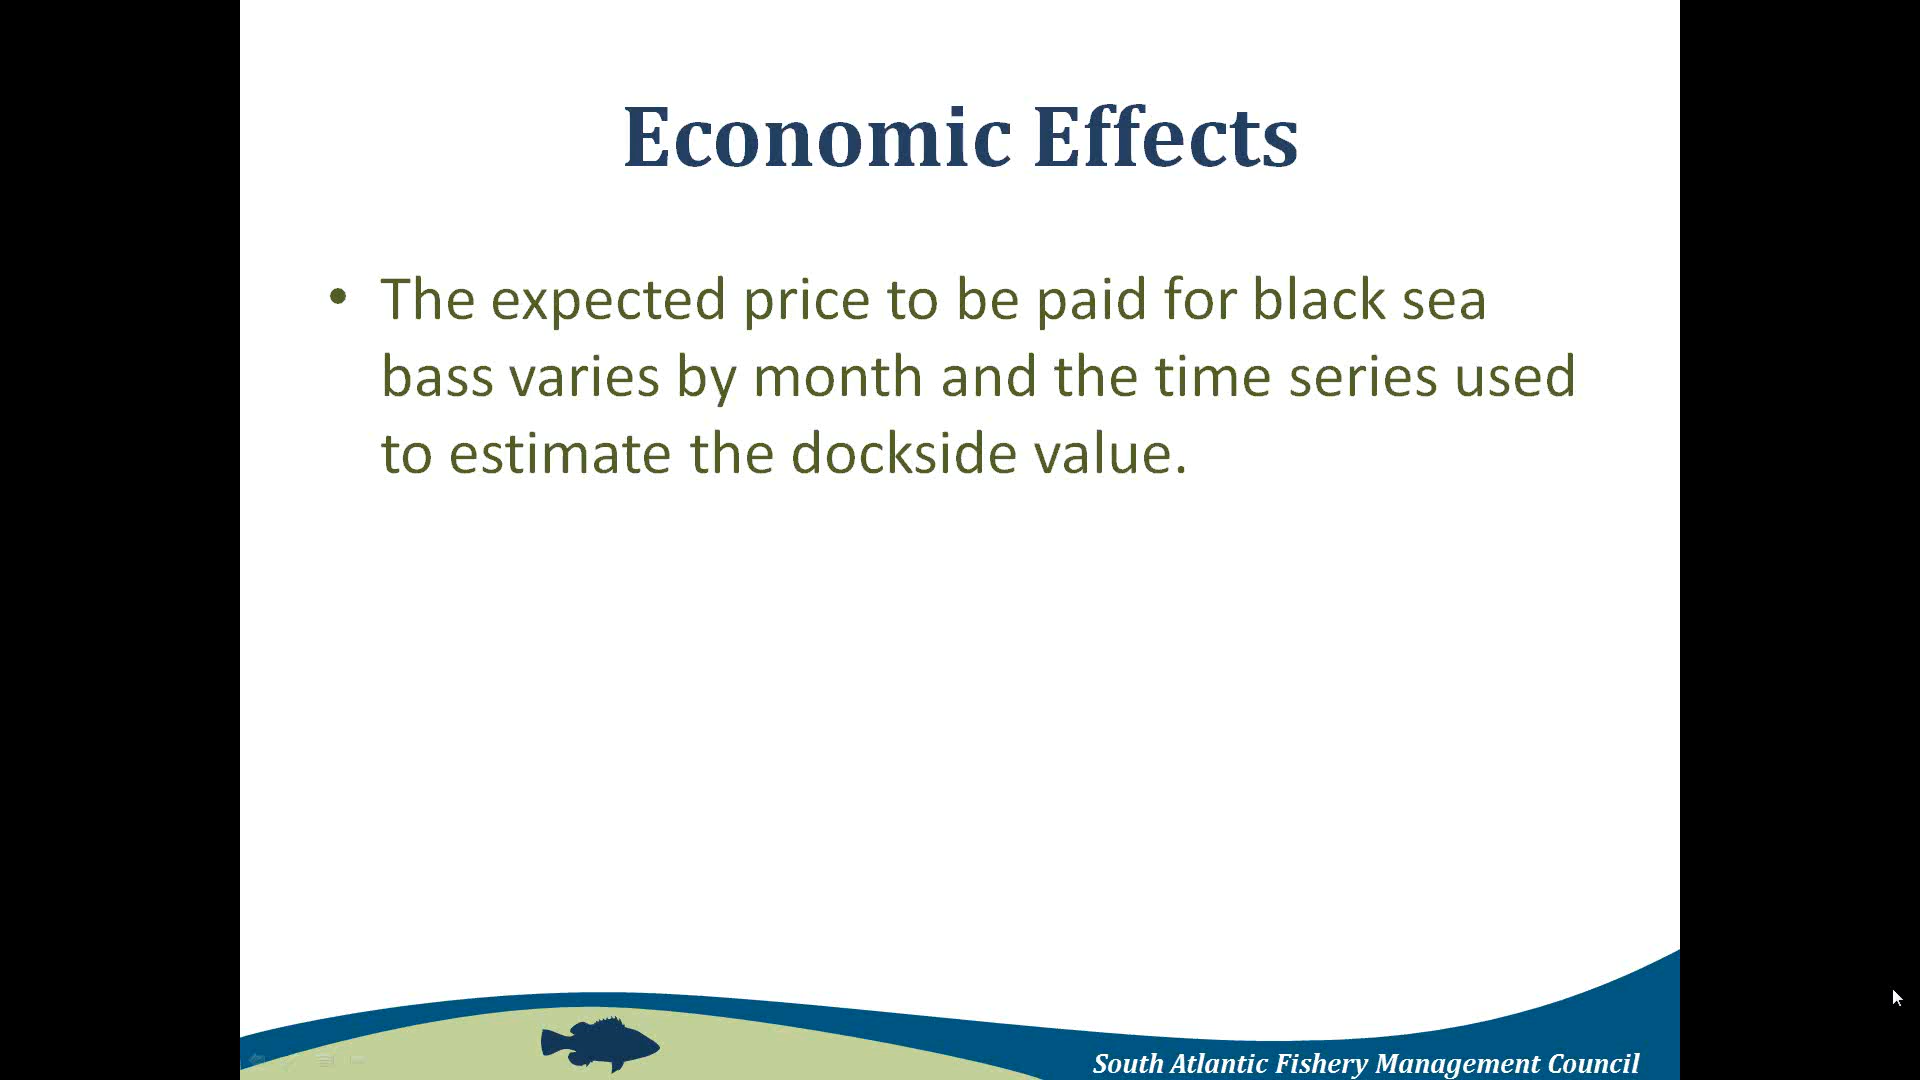 Economic Effects
• The expected price to be paid for black sea
bass varies by month and the time series used
to estimate the dockside value.
South Atlantic Fishery Management Council